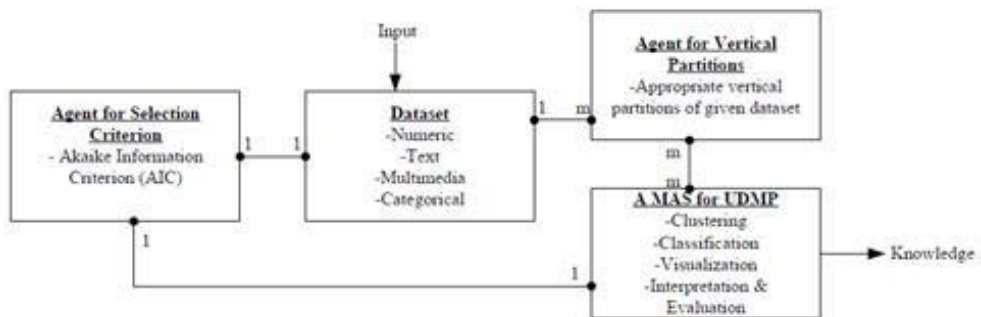 Input
Agent for Selection
Criterion
- Akaike Information
Criterion (AIC)
1
1
Dataset
-Numeric
-Text
-Multimedia
-Categorical
1
m
Agent for Vertical
Partitions
-Appropriate vertical
partitions of given dataset
m
m
A MAS for UDMP
-Clustering
-Classification
-Visualization
-Interpretation &
Evaluation
Knowledge
1
1